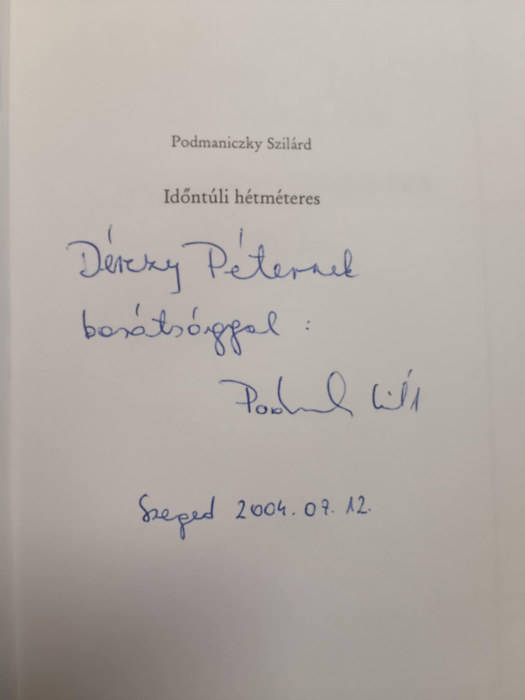 Podmaniczky Szilárd
Időntúli hétméteres
Dérczy Péternek
barátsággal :
Szeged 2004. 07. 12.